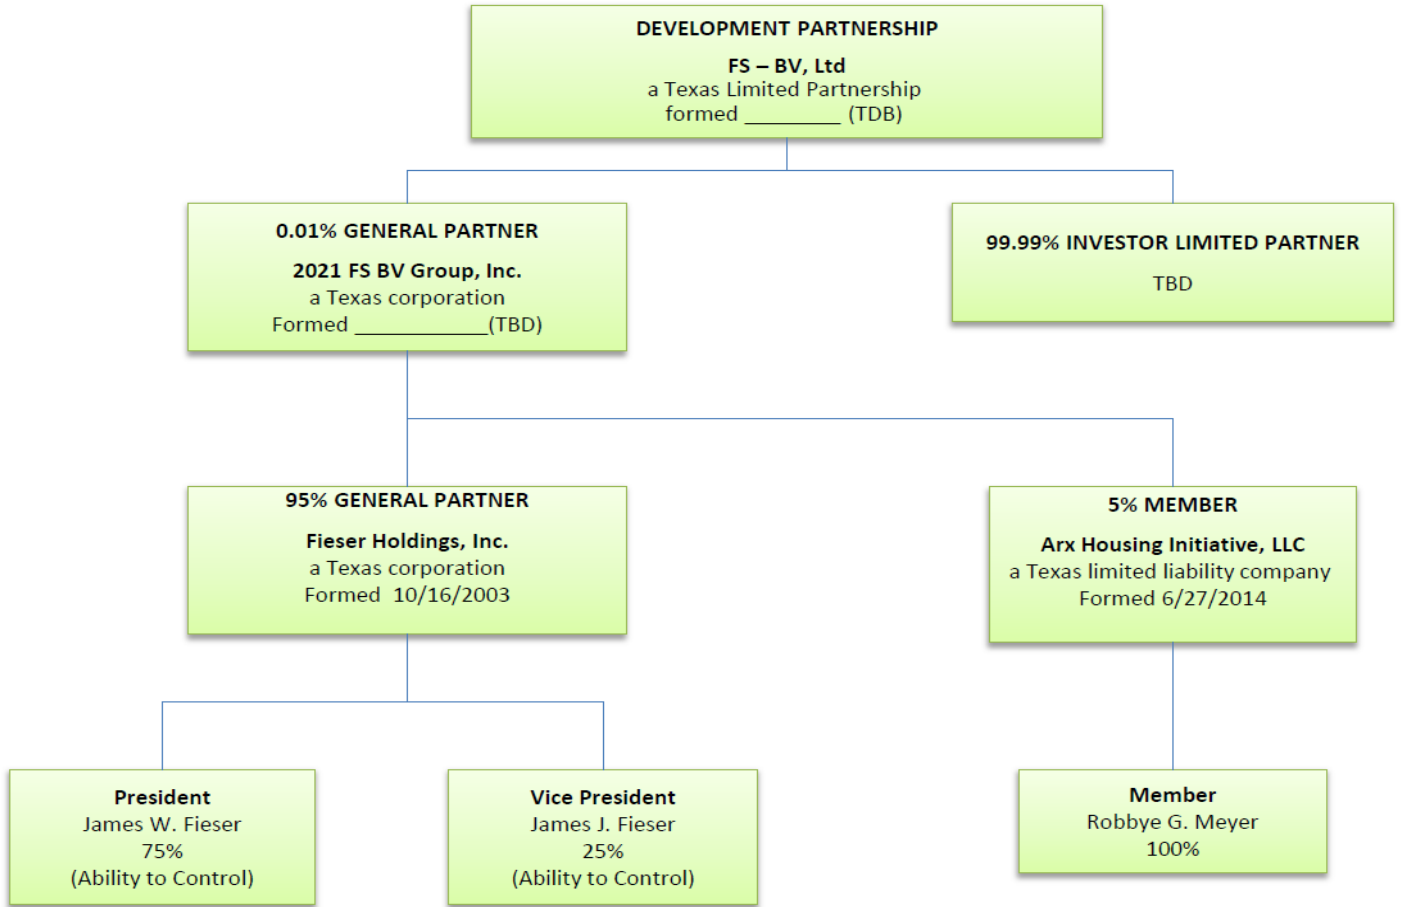 DEVELOPMENT PARTNERSHIP
FS – BV, Ltd
a Texas Limited Partnership
formed _________ (TDB)
0.01% GENERAL PARTNER
2021 FS BV Group, Inc.
a Texas corporation
Formed ____________(TBD)
99.99% INVESTOR LIMITED PARTNER
TBD
95% GENERAL PARTNER
Fieser Holdings, Inc.
a Texas corporation
Formed 10/16/2003
5% MEMBER
Arx Housing Initiative, LLC
a Texas limited liability company
Formed 6/27/2014
President
James W. Fieser
75%
(Ability to Control)
Vice President
James J. Fieser
25%
(Ability to Control)
Member
Robbye G. Meyer
100%